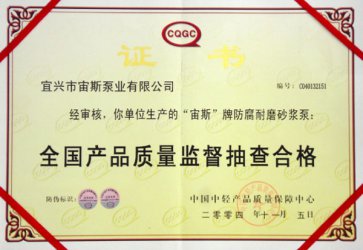 CQGC
证书
宜兴市宙斯泵业有限公司
编号：C040132151
经审核，你单位生产的“宙斯”牌防腐耐磨砂浆泵：
全国产品质量监督抽查合格
防伪标识：
中国中轻产品质量保障中心
二〇〇四年十一月五日